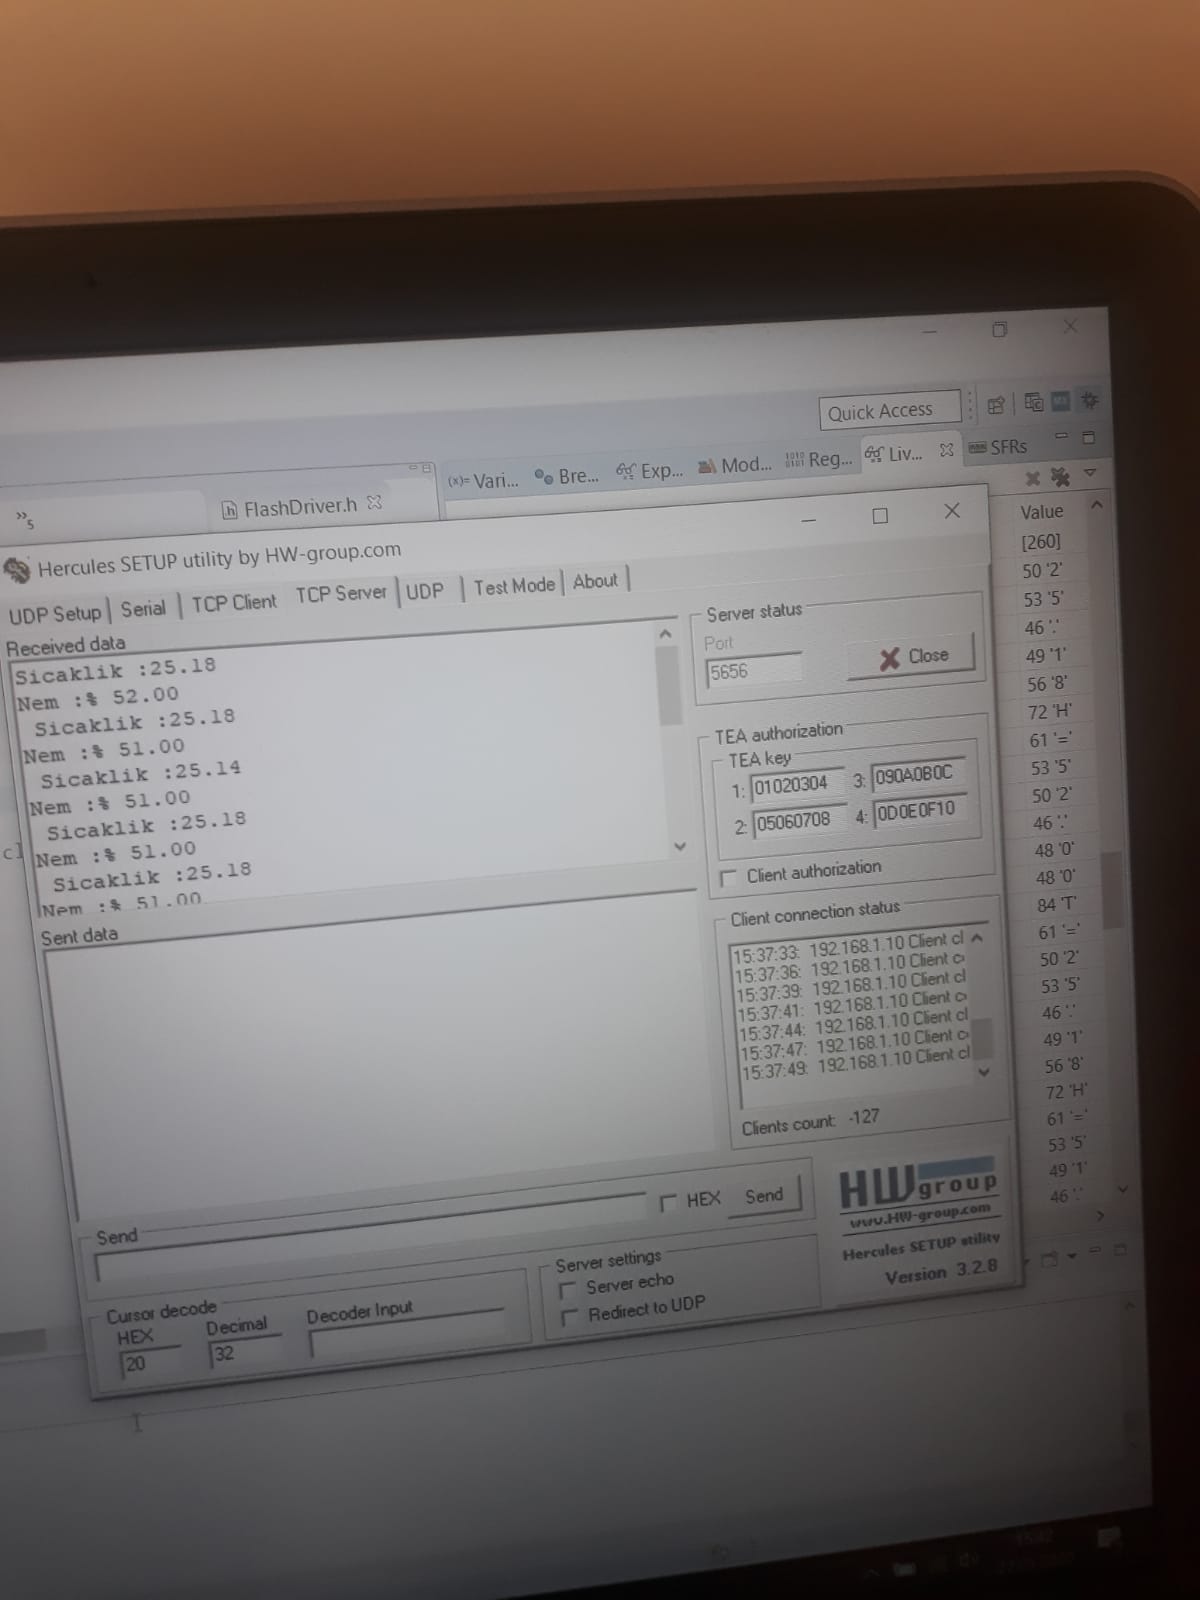 Quick Access
(x)= Vari...
Bre...
Exp...
Mod...
Reg...
Liv...
SFRs
»5
FlashDriver.h
Hercules SETUP utility by HW-group.com
UDP Setup
Serial
TCP Client
TCP Server
UDP
Test Mode
About
Received data
Sicaklik :25.18
Nem :% 52.00
Sicaklik :25.18
Nem :% 51.00
Sicaklik :25.14
Nem :% 51.00
Sicaklik :25.18
Nem :% 51.00
Sicaklik :25.18
Nem :% 51.00
Sent data
Server status
Port
5656
Close
TEA authorization
TEA key
1: 01020304 3: 090A0B0C
2: 05060708 4: 0D0E0F10
Client authorization
Client connection status
15:37:33: 192.168.1.10 Client cl
15:37:36: 192.168.1.10 Client c
15:37:39: 192.168.1.10 Client cl
15:37:41: 192.168.1.10 Client c
15:37:44: 192.168.1.10 Client cl
15:37:47: 192.168.1.10 Client c
15:37:49: 192.168.1.10 Client cl
Clients count: -127
Send
HEX
Send
Cursor decode
HEX
Decimal
Decoder Input
20
32
Server settings
Server echo
Redirect to UDP
HW group
www.HW-group.com
Hercules SETUP utility
Version 3.2.8
Value
[260]
50 '2'
53 '5'
46 '.'
49 '1'
56 '8'
72 'H'
61 '='
53 '5'
50 '2'
46 '.'
48 '0'
48 '0'
84 'T'
61 '='
50 '2'
53 '5'
46 '.'
49 '1'
56 '8'
72 'H'
61 '='
53 '5'
49 '1'
46 '.'